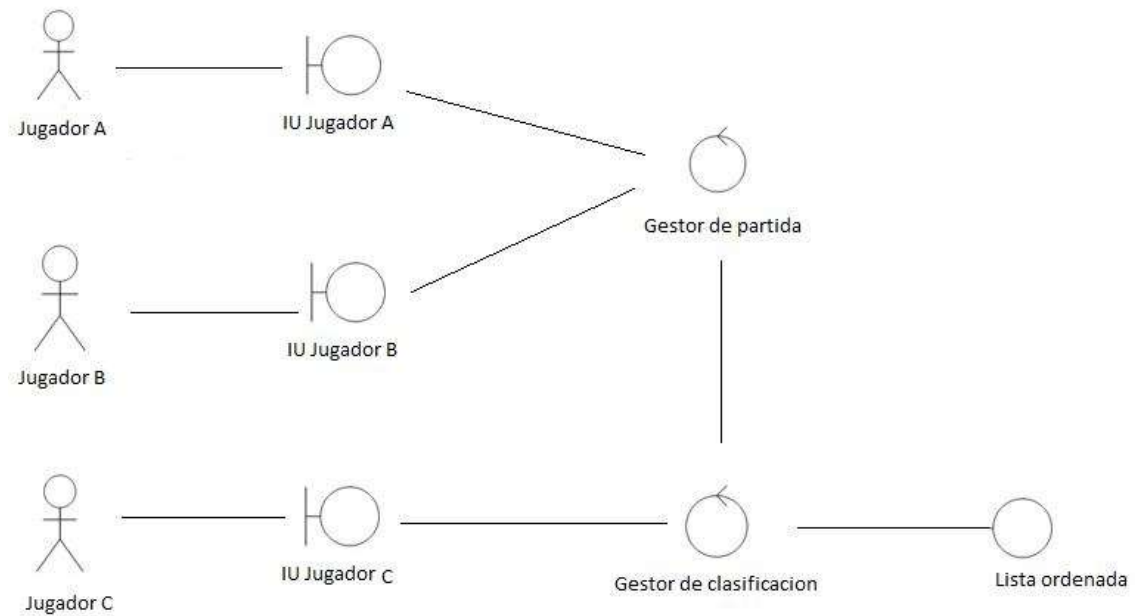 Jugador A
IU Jugador A
Gestor de partida
Jugador B
IU Jugador B
Jugador C
IU Jugador C
Gestor de clasificacion
Lista ordenada